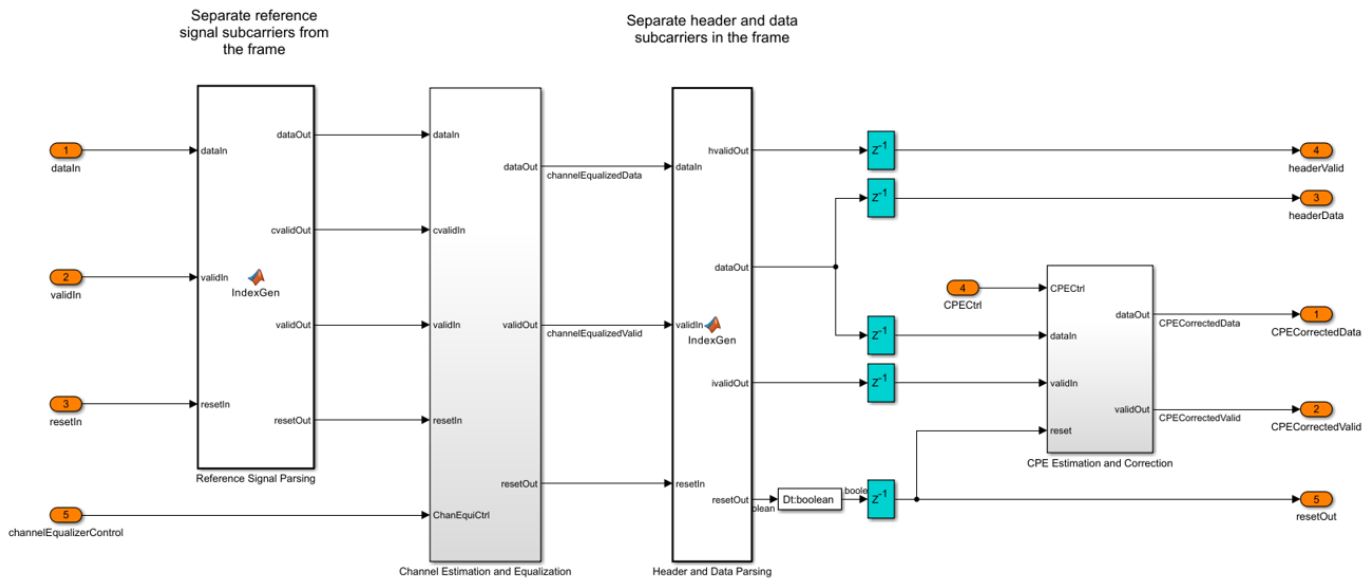 Separate reference
signal subcarriers from
the frame
Separate header and data
subcarriers in the frame
1
dataIn
2
validIn
3
resetIn
5
channelEqualizerControl
dataIn
validIn
resetIn
IndexGen
dataOut
cvalidOut
validOut
resetOut
Reference Signal Parsing
dataIn
cvalidIn
validIn
resetIn
ChanEquiCtrl
dataOut
validOut
resetOut
Channel Estimation and Equalization
channelEqualizedData
channelEqualizedValid
dataIn
validIn
resetIn
IndexGen
hvalidOut
dataOut
ivalidOut
resetOut
Header and Data Parsing
olean
Dt:boolean
boole
z-1
z-1
z-1
z-1
z-1
4
CPECtrl
CPECtrl
dataIn
validIn
reset
dataOut
validOut
CPE Estimation and Correction
CPECorrectedData
CPECorrectedValid
4
headerValid
3
headerData
1
CPECorrectedData
2
CPECorrectedValid
5
resetOut